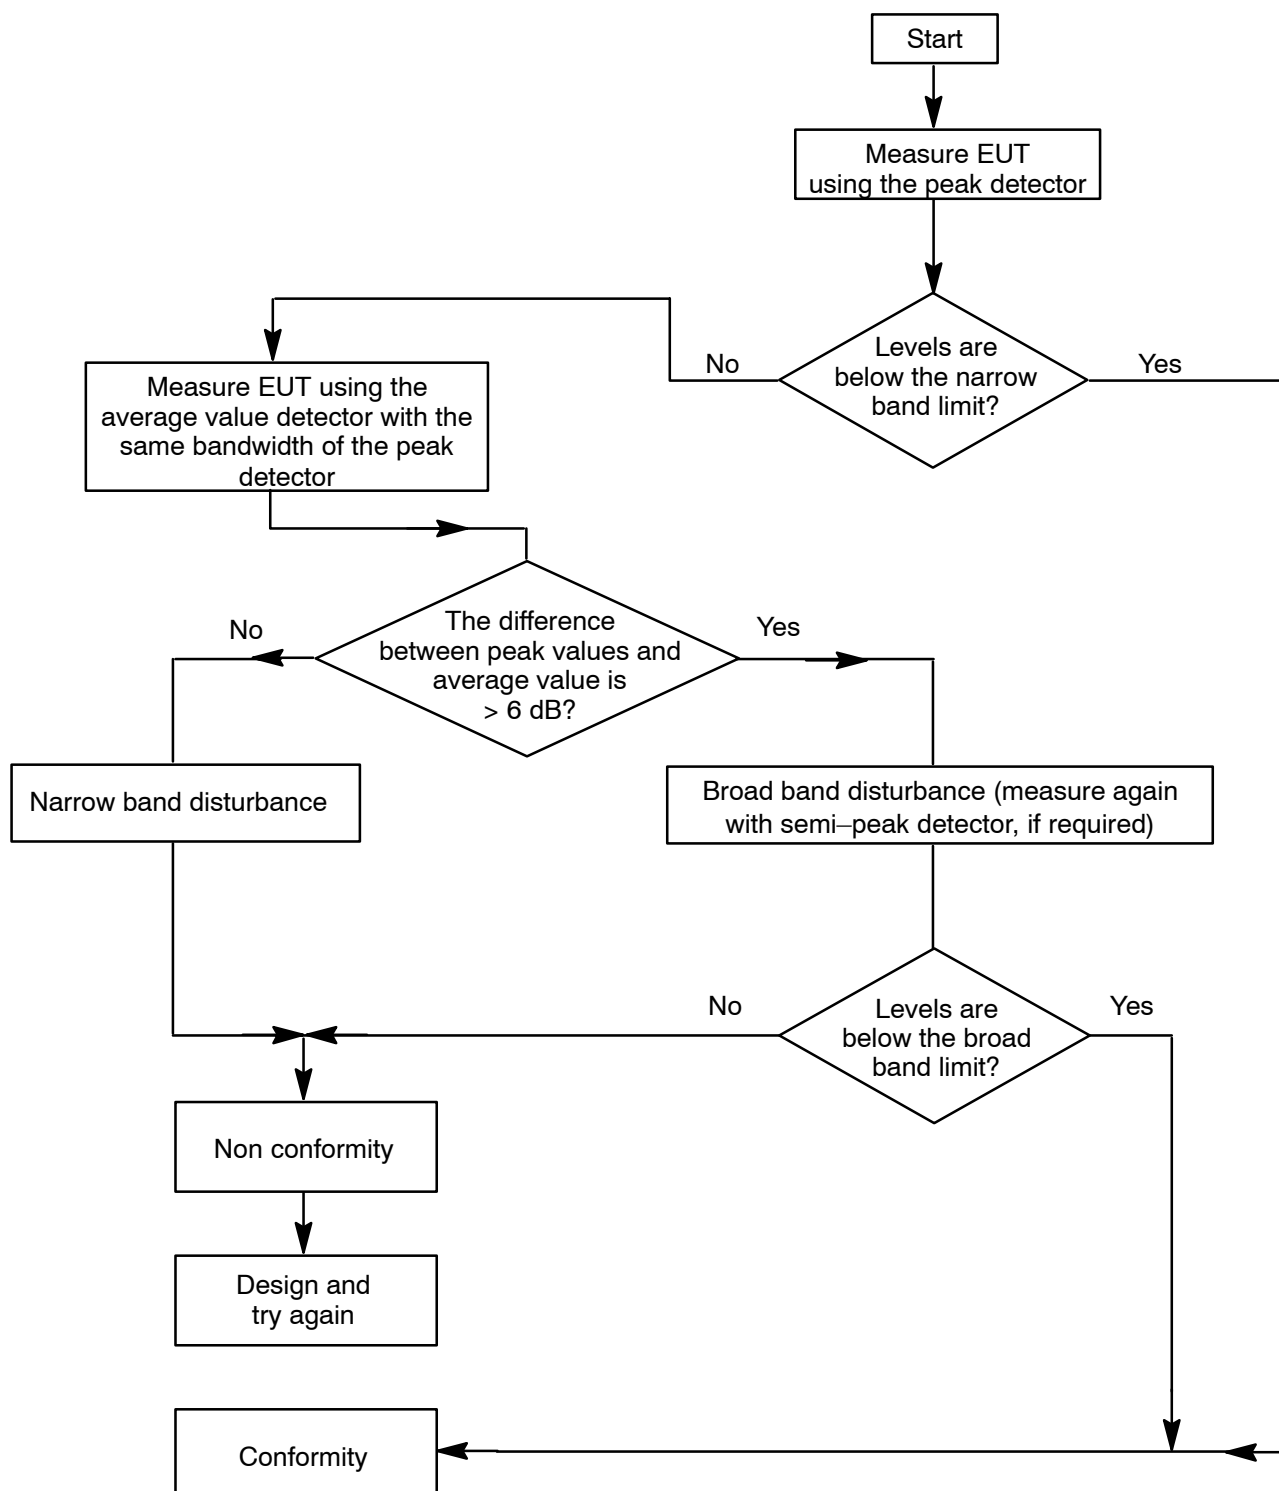 Start
Measure EUT
using the peak detector
Levels are
below the narrow
band limit?
No
Yes
Measure EUT using the
average value detector with the
same bandwidth of the peak
detector
The difference
between peak values and
average value is
> 6 dB?
No
Yes
Narrow band disturbance
Broad band disturbance (measure again
with semi–peak detector, if required)
Levels are
below the broad
band limit?
No
Yes
Non conformity
Design and
try again
Conformity